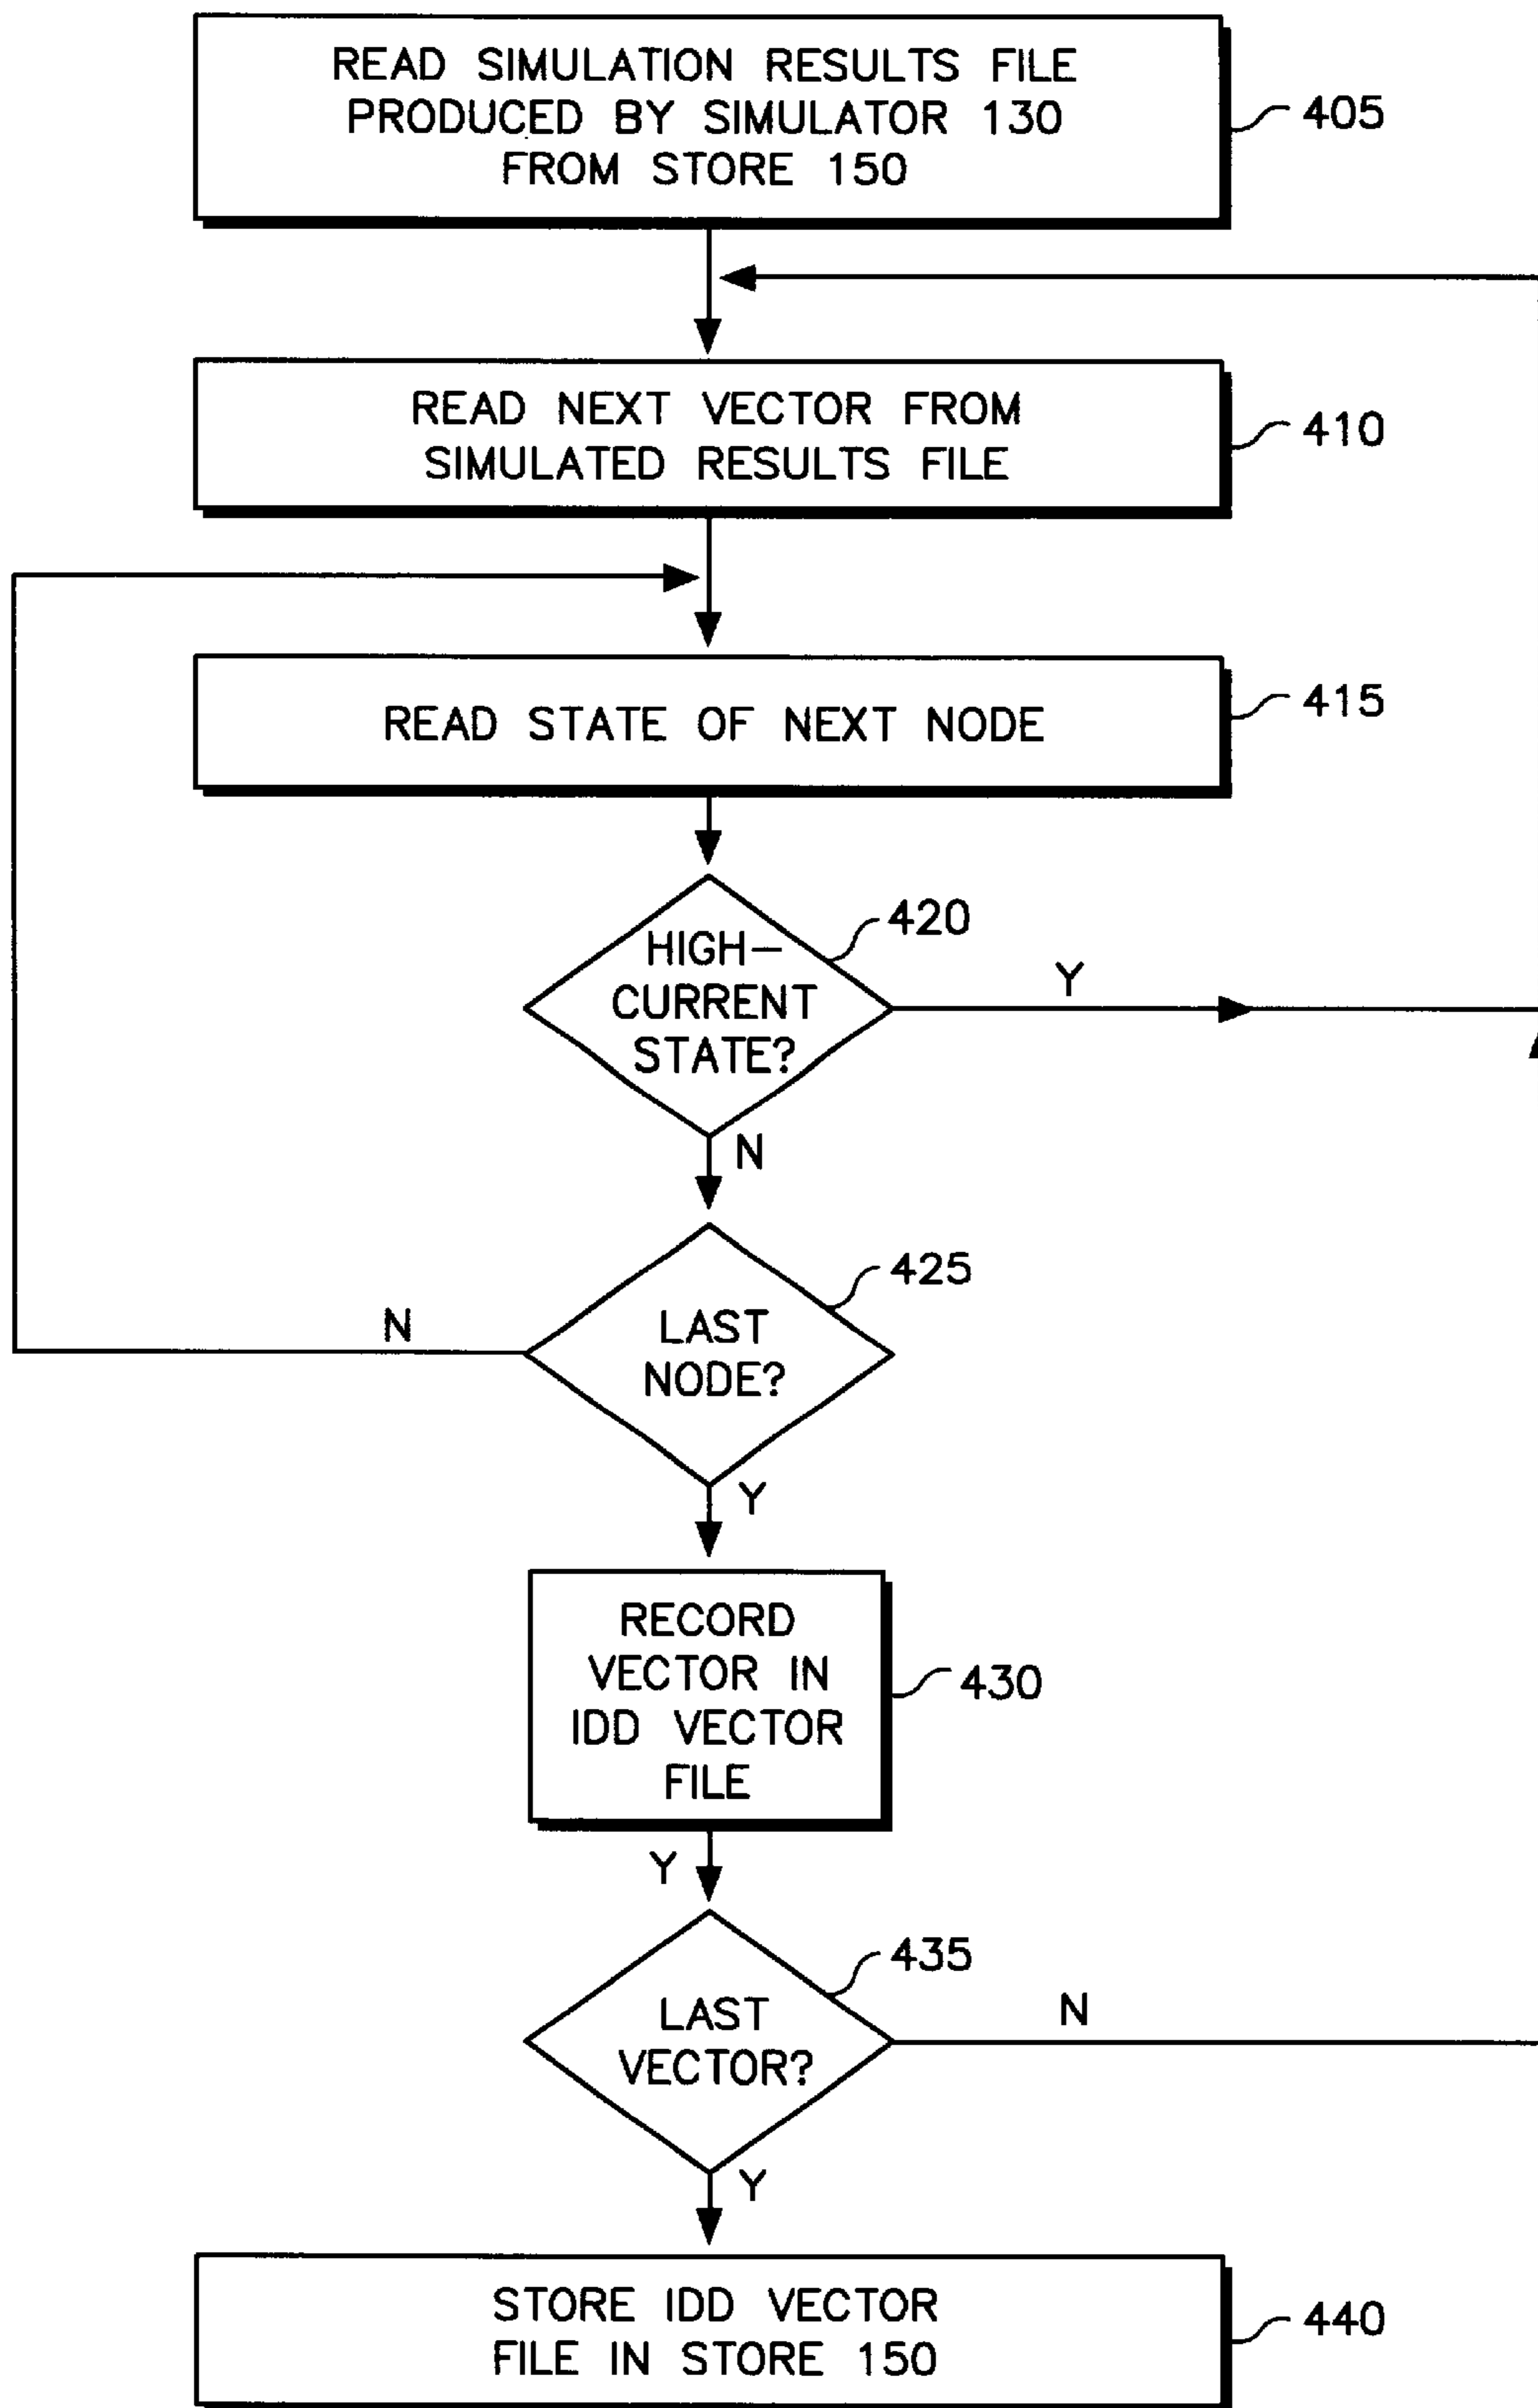 READ SIMULATION RESULTS FILE
PRODUCED BY SIMULATOR 130
FROM STORE 150
405
READ NEXT VECTOR FROM
SIMULATED RESULTS FILE
410
READ STATE OF NEXT NODE
415
HIGH-
CURRENT
STATE?
420
Y
N
LAST
NODE?
425
N
Y
RECORD
VECTOR IN
IDD VECTOR
FILE
430
Y
LAST
VECTOR?
435
N
Y
STORE IDD VECTOR
FILE IN STORE 150
440